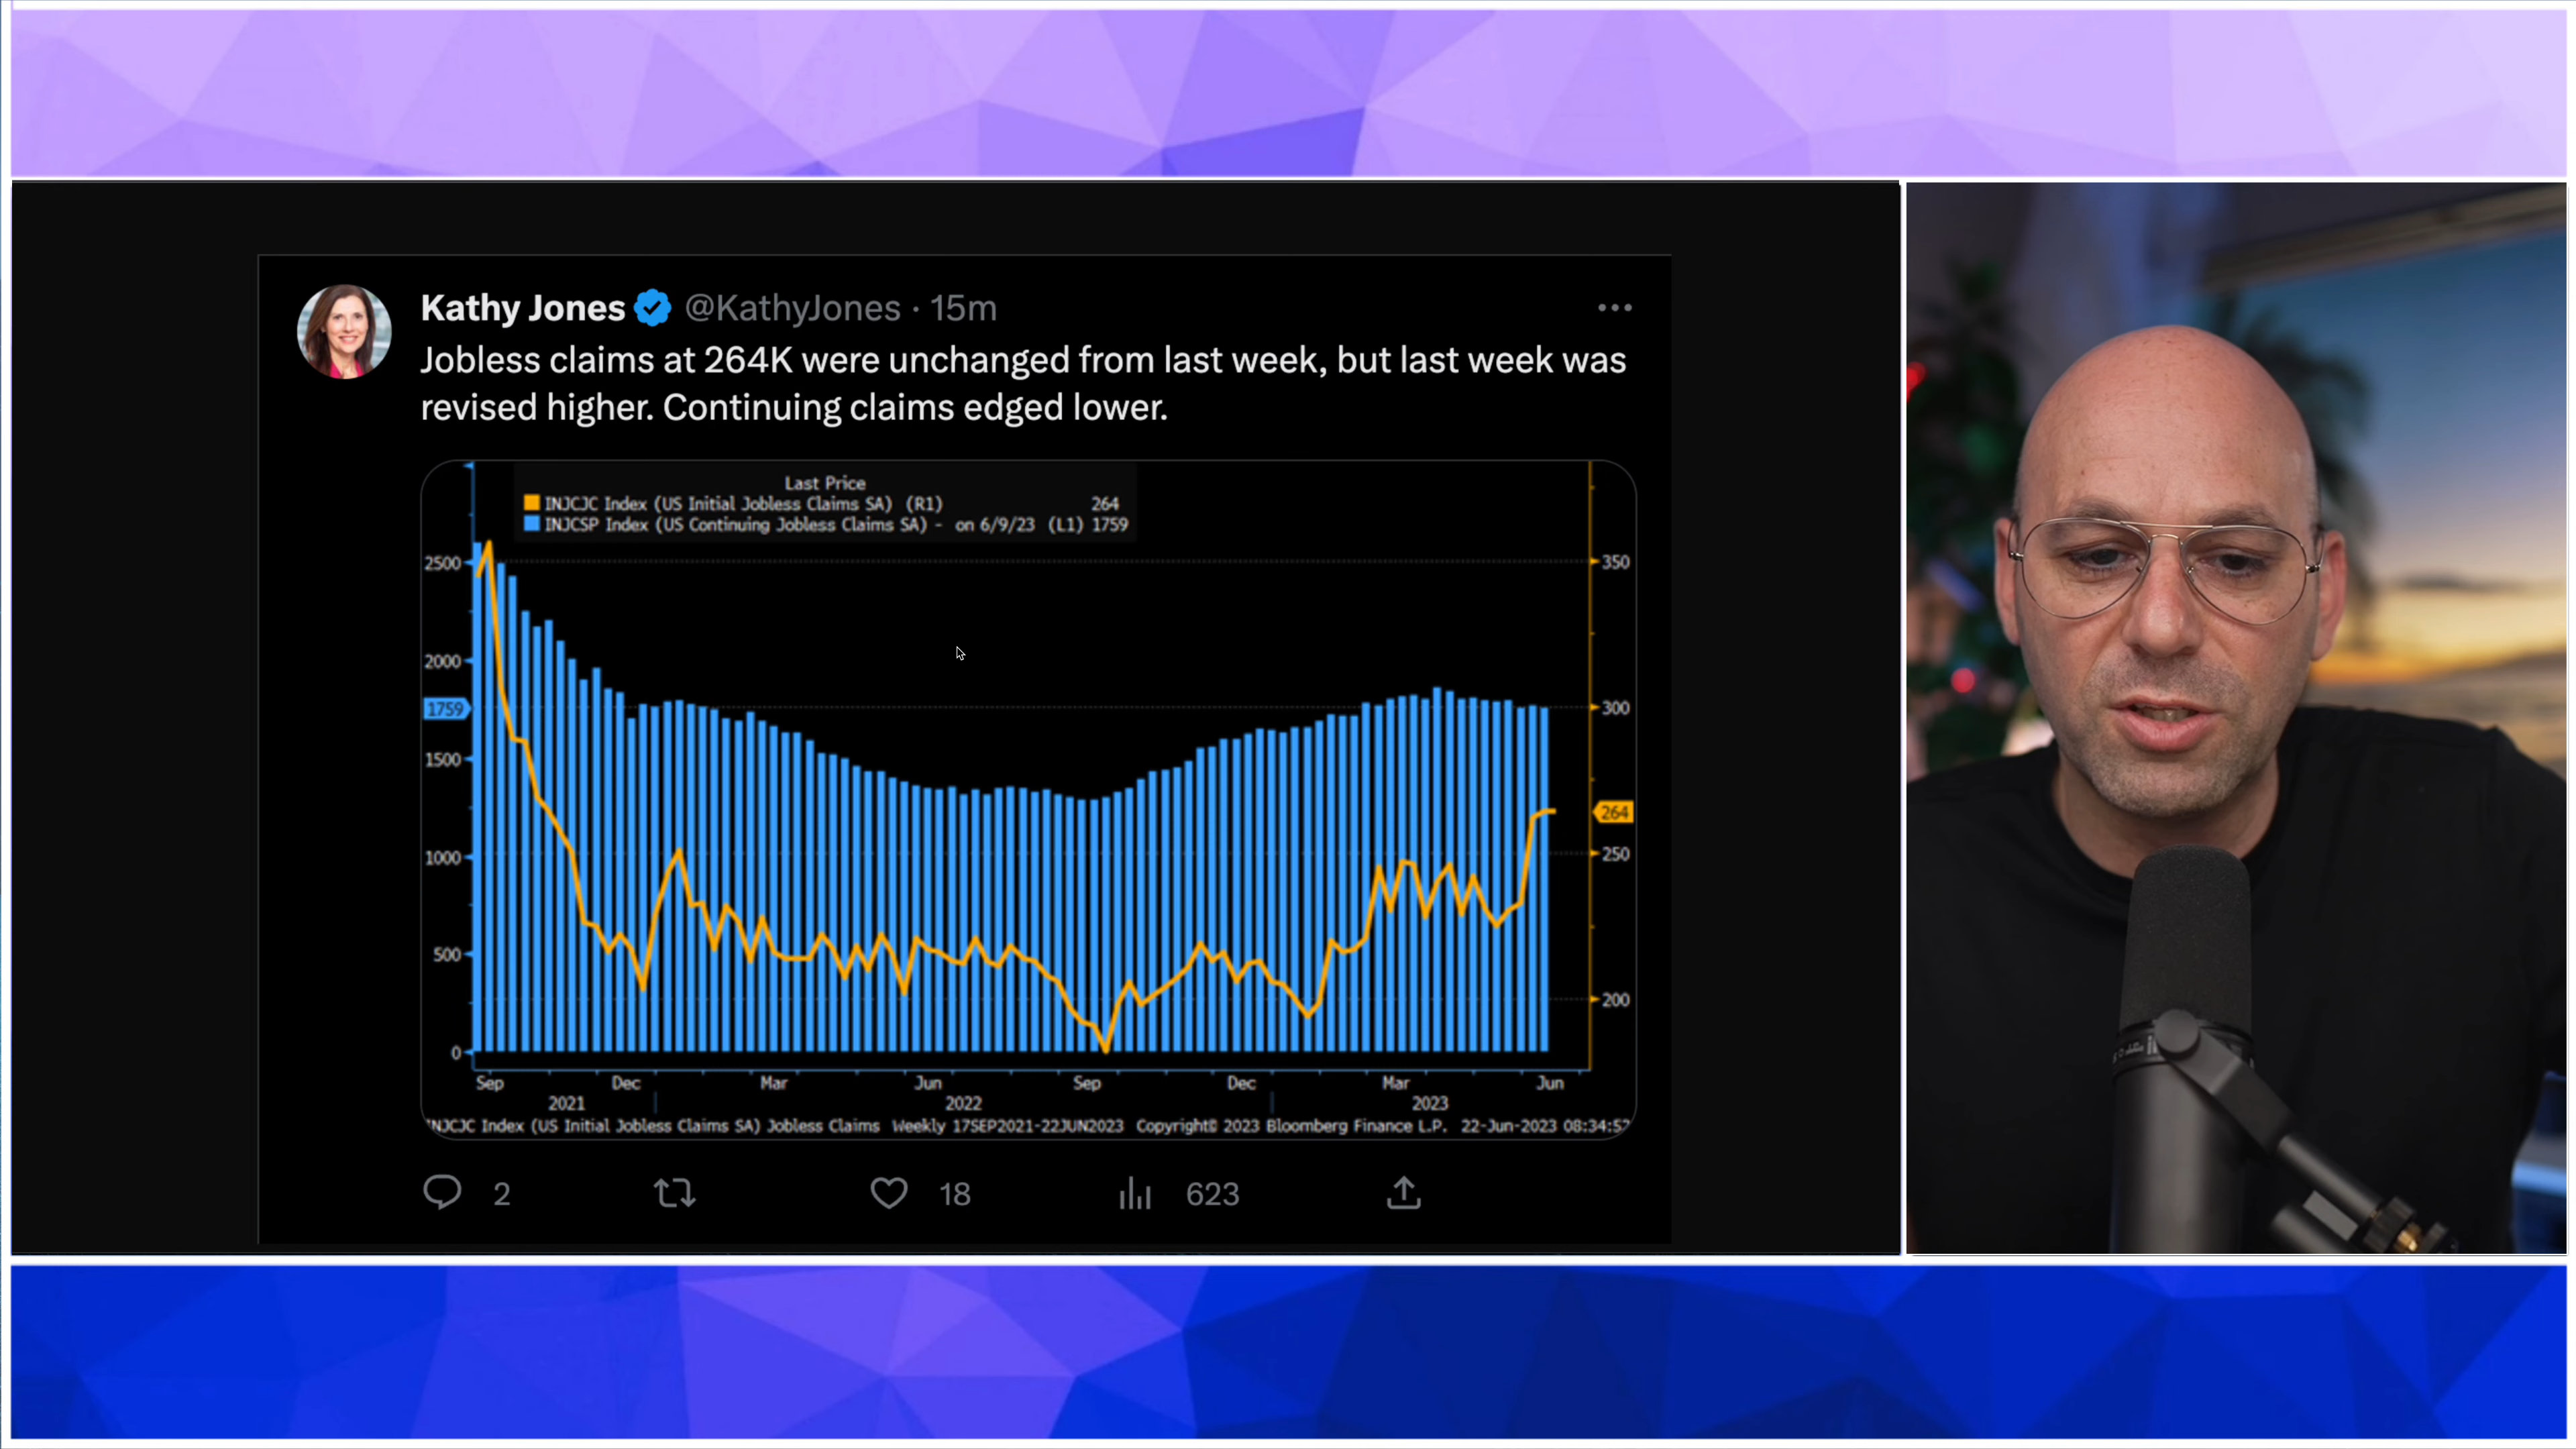 Kathy Jones @KathyJones · 15m
Jobless claims at 264K were unchanged from last week, but last week was
revised higher. Continuing claims edged lower.
Last Price
INJCJC Index (US Initial Jobless Claims SA) (R1) 264
INJCSP Index (US Continuing Jobless Claims SA) - on 6/9/23 (L1) 1759
2500 350
2000
1759 300
1500
264
1000 250
500
200
0
Sep Dec Mar Jun Sep Dec Mar Jun
2021 2022 2023
INJCJC Index (US Initial Jobless Claims SA) Jobless Claims Weekly 17SEP2021-22JUN2023 Copyright© 2023 Bloomberg Finance L.P. 22-Jun-2023 08:34:52
2 18 623